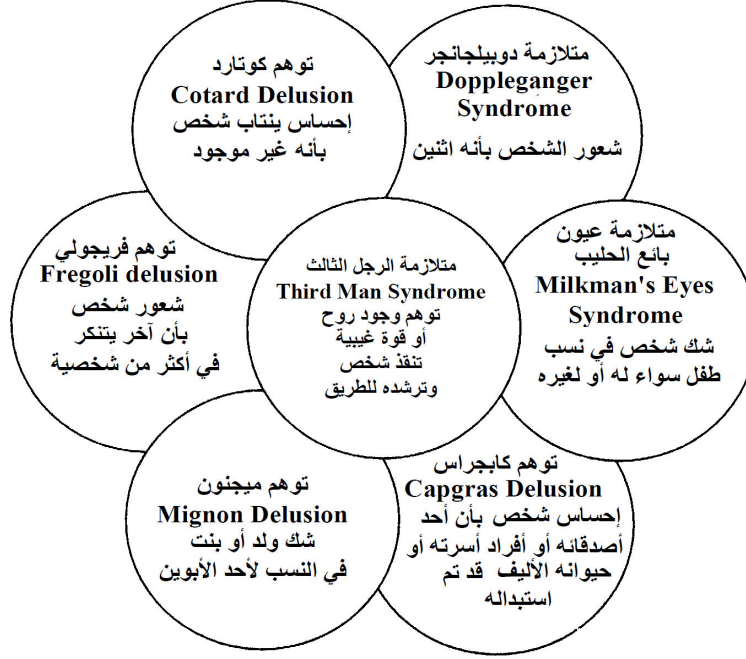 توهم كوتارد
Cotard Delusion
إحساس ينتاب شخص
بأنه غير موجود
متلازمة دوبيلجانجر
Doppleganger
Syndrome
شعور الشخص بأنه اثنين
توهم فريجولي
Fregoli delusion
شعور شخص
بأن آخر يتنكر
في أكثر من شخصية
متلازمة الرجل الثالث
Third Man Syndrome
توهم وجود روح
أو قوة غيبية
تنقذ شخص
وترشده للطريق
متلازمة عيون
بائع الحليب
Milkman's Eyes
Syndrome
شك شخص في نسب
طفل سواء له أو لغيره
توهم ميجنون
Mignon Delusion
شك ولد أو بنت
في النسب لأحد الأبوين
توهم كابجراس
Capgras Delusion
إحساس شخص بأن أحد
أصدقائه أو أفراد أسرته أو
حيوانه الأليف قد تم
استبداله